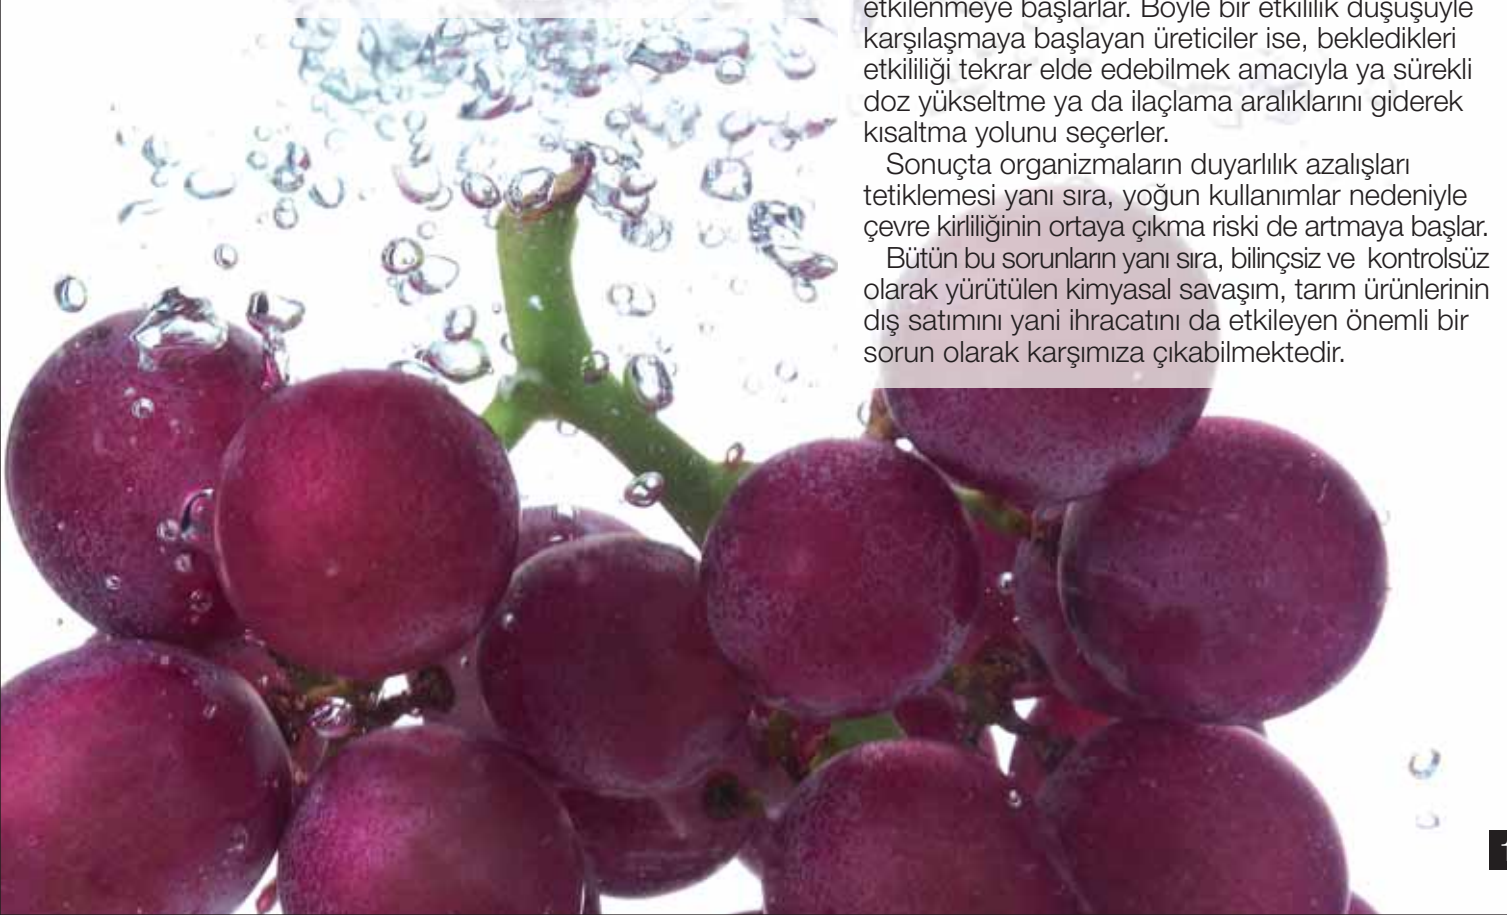 etkilenmeye başlarlar. Böyle bir etkililik düşüşüyle
karşılaşmaya başlayan üreticiler ise, bekledikleri
etkililiği tekrar elde edebilmek amacıyla ya sürekli
doz yükseltme ya da ilaçlama aralıklarını giderek
kısaltma yolunu seçerler.
Sonuçta organizmaların duyarlılık azalışları
tetiklemesi yanı sıra, yoğun kullanımlar nedeniyle
çevre kirliliğinin ortaya çıkma riski de artmaya başlar.
Bütün bu sorunların yanı sıra, bilinçsiz ve kontrolsüz
olarak yürütülen kimyasal savaşım, tarım ürünlerinin
dış satımını yani ihracatını da etkileyen önemli bir
sorun olarak karşımıza çıkabilmektedir.